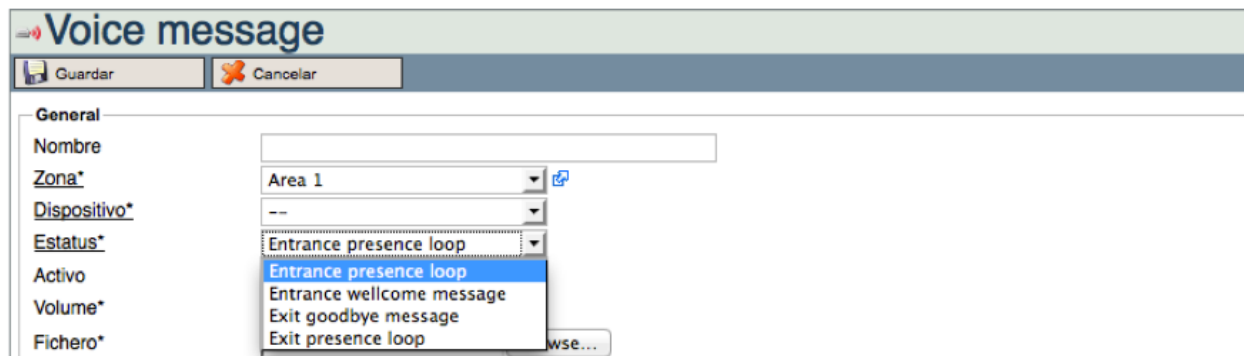 Voice message
Guardar Cancelar
General
Nombre
Zona* Area 1
Dispositivo* --
Estatus* Entrance presence loop
Activo Entrance presence loop
Entrance wellcome message
Volume* Exit goodbye message
Fichero* Exit presence loop wse...